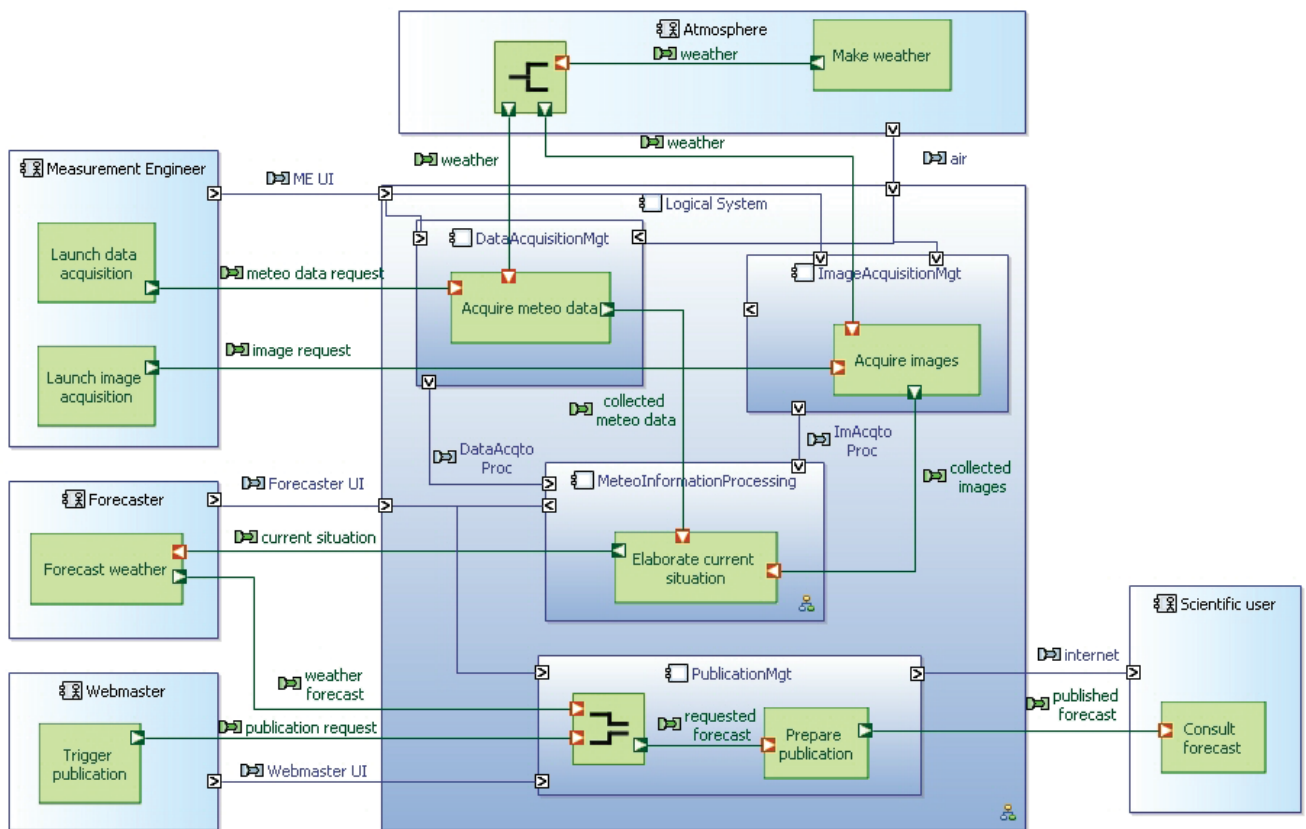 Atmosphere
weather
Make weather
weather
weather
air
Measurement Engineer
ME UI
Logical System
Launch data
acquisition
meteo data request
DataAcquisitionMgt
Acquire meteo data
ImageAcquisitionMgt
image request
Launch image
acquisition
Acquire images
collected
meteo data
DataAcqto
Proc
ImAcqto
Proc
collected
images
Forecaster
Forecaster UI
MeteoInformationProcessing
current situation
Forecast weather
Elaborate current
situation
Scientific user
internet
Webmaster
weather
forecast
PublicationMgt
publication request
requested
forecast
published
forecast
Trigger
publication
Prepare
publication
Consult
forecast
Webmaster UI